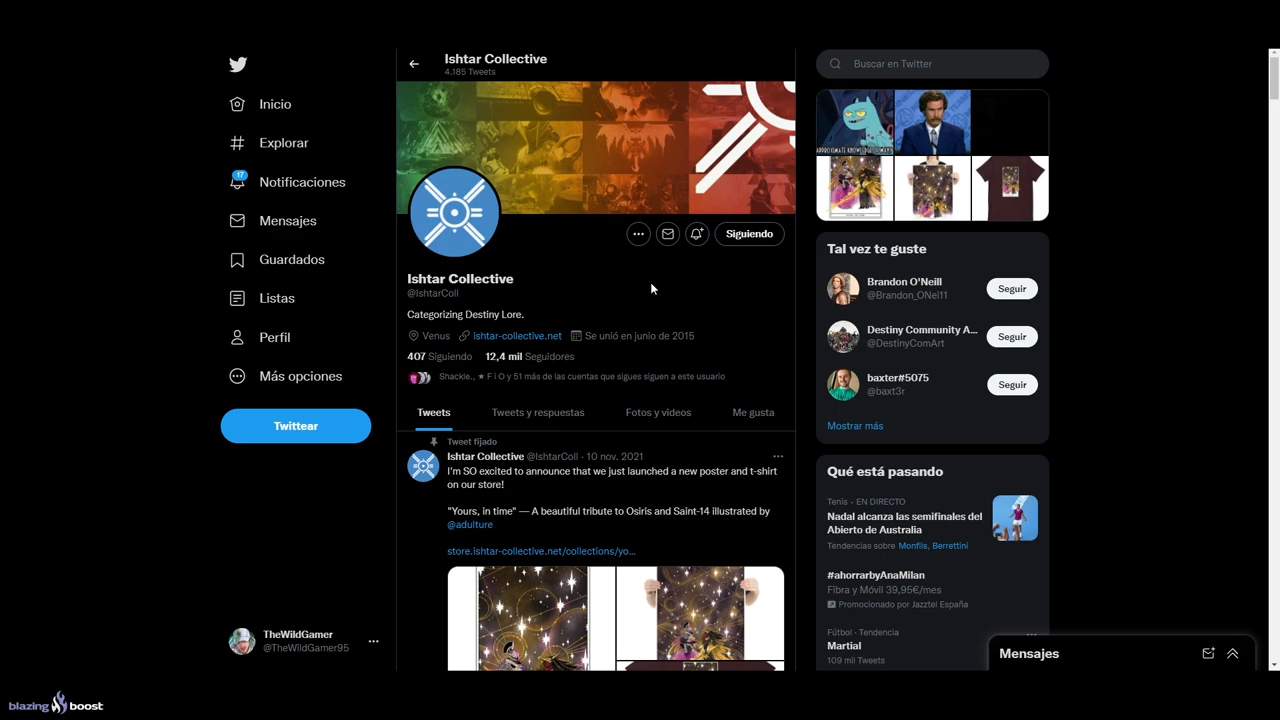 Ishtar Collective
4.185 Tweets
Buscar en Twitter
Inicio
Explorar
17
Notificaciones
Mensajes
Guardados
Listas
Perfil
Más opciones
Twittear
TheWildGamer
@TheWildGamer95
Siguiendo
Ishtar Collective
@IshtarColl
Categorizing Destiny Lore.
Venus ishtar-collective.net Se unió en junio de 2015
407 Siguiendo 12,4 mil Seguidores
Shackle., ★ F i O y 51 más de las cuentas que sigues siguen a este usuario
Tweets Tweets y respuestas Fotos y vídeos Me gusta
Tweet fijado
Ishtar Collective @IshtarColl · 10 nov. 2021
I'm SO excited to announce that we just launched a new poster and t-shirt
on our store!
"Yours, in time" — A beautiful tribute to Osiris and Saint-14 illustrated by
@adulture
store.ishtar-collective.net/collections/yo...
APPROXIMATE KNOWLEDGE OF MANY
Tal vez te guste
Brandon O'Neill
@Brandon_ONeI11
Seguir
Destiny Community A...
@DestinyComArt
Seguir
baxter#5075
@baxt3r
Seguir
Mostrar más
Qué está pasando
Tenis · EN DIRECTO
Nadal alcanza las semifinales del
Abierto de Australia
Tendencias sobre Monfils, Berrettini
#ahorrarbyAnaMilan
Fibra y Móvil 39,95€/mes
Promocionado por Jazztel España
Fútbol · Tendencia
Martial
109 mil Tweets
Mensajes
blazing boost